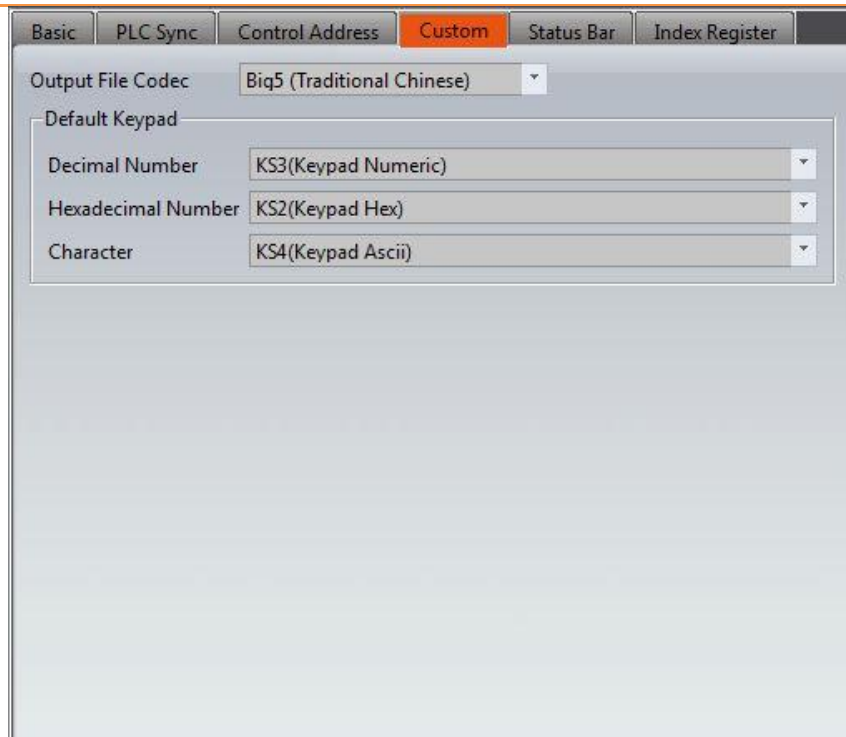 Basic PLC Sync Control Address Custom Status Bar Index Register
Output File Codec Big5 (Traditional Chinese)
Default Keypad
Decimal Number KS3(Keypad Numeric)
Hexadecimal Number KS2(Keypad Hex)
Character KS4(Keypad Ascii)